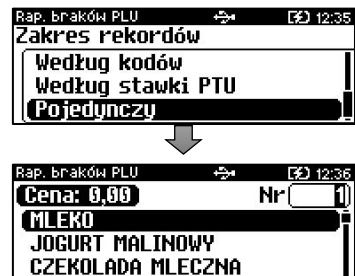 Rap. braków PLU 12:35
Zakres rekordów
Według kodów
Według stawki PTU
Pojedynczy
Rap. braków PLU 12:36
Cena: 0,00 Nr 1
MLEKO
JOGURT MALINOWY
CZEKOLADA MLECZNA